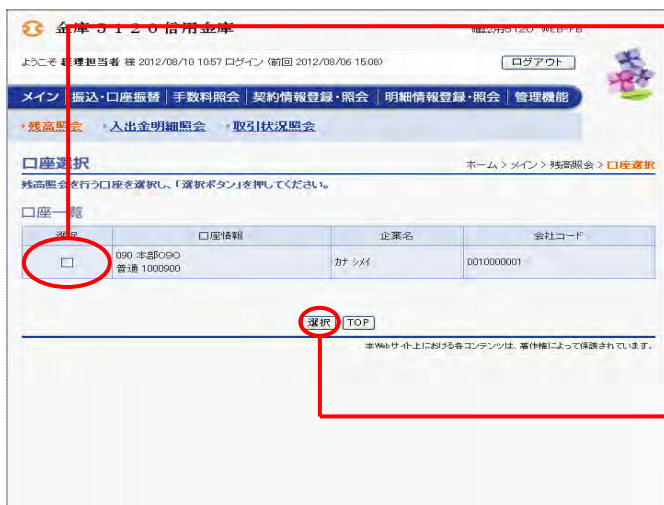 金庫5120信用金庫
確認用5120 WEB-FB
ようこそ 経理担当者 様 2012/08/10 10:57 ログイン (前回 2012/08/06 15:08)
ログアウト
メイン 振込・口座振替 手数料照会 契約情報登録・照会 明細情報登録・照会 管理機能
・残高照会 ・入出金明細照会 ・取引状況照会
口座選択
ホーム > メイン > 残高照会 > 口座選択
残高照会を行う口座を選択し、「選択ボタン」を押してください。
口座一覧
選択 口座情報 企業名 会社コード
090 本部090
普通 1000900
カナ シメイ
0010000001
選択 TOP
本Webサイト上における各コンテンツは、著作権によって保護されています。